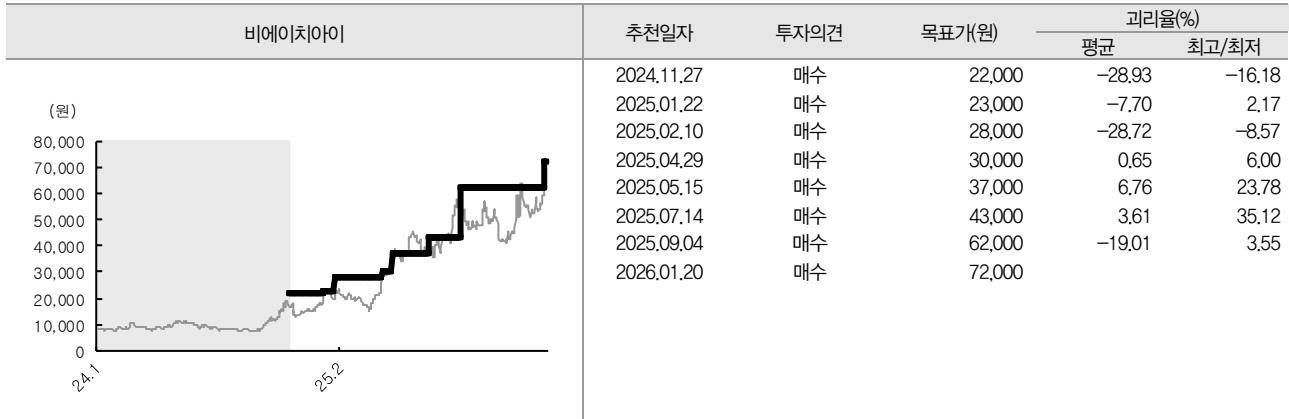 비에이치아이 추천일자 투자의견 목표가(원) 괴리율(%)
평균 최고/최저
(원)
80,000
70,000
60,000
50,000
40,000
30,000
20,000
10,000
0
24.1 25.2
2024.11.27 매수 22,000 -28.93 -16.18
2025.01.22 매수 23,000 -7.70 2.17
2025.02.10 매수 28,000 -28.72 -8.57
2025.04.29 매수 30,000 0.65 6.00
2025.05.15 매수 37,000 6.76 23.78
2025.07.14 매수 43,000 3.61 35.12
2025.09.04 매수 62,000 -19.01 3.55
2026.01.20 매수 72,000